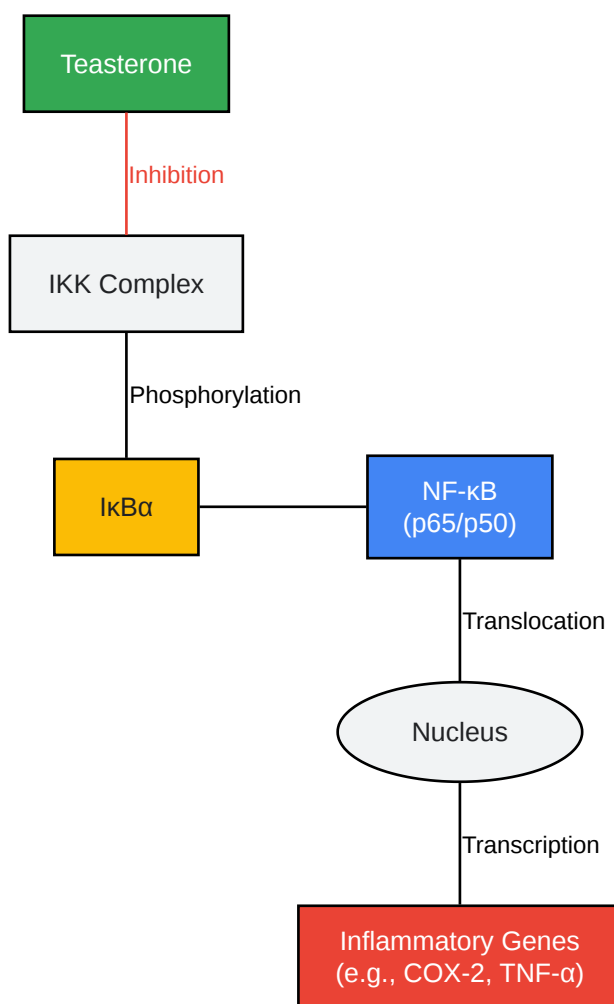 Teasterone
Inhibition
IKK Complex
Phosphorylation
IκBα
NF-κB
(p65/p50)
Translocation
Nucleus
Transcription
Inflammatory Genes
(e.g., COX-2, TNF-α)